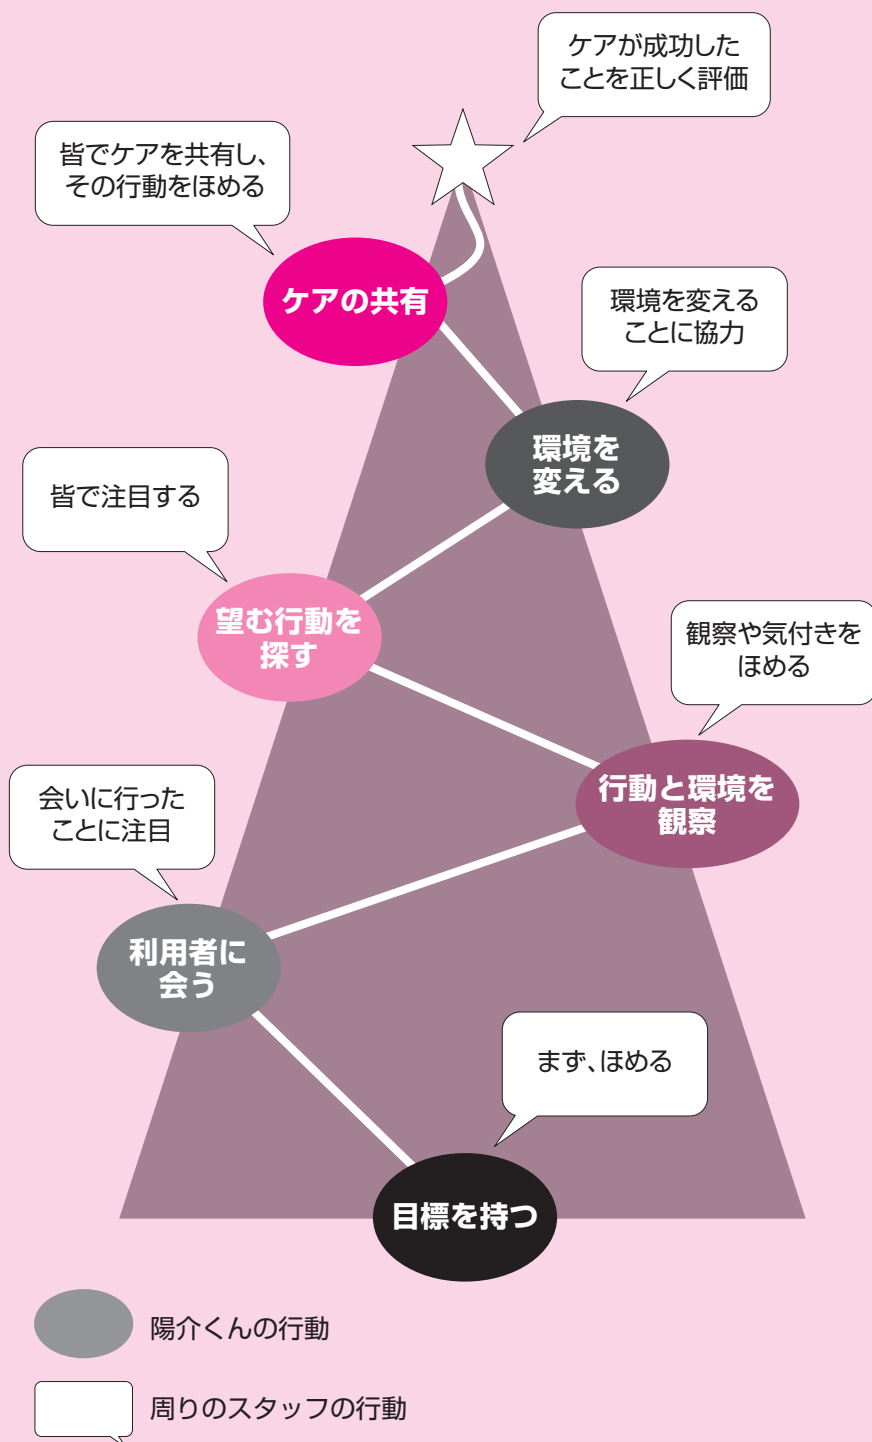 ケアが成功した
ことを正しく評価
皆でケアを共有し、
その行動をほめる
ケアの共有
環境を変える
ことに協力
環境を
変える
皆で注目する
望む行動を
探す
観察や気付きを
ほめる
行動と環境を
観察
会いに行った
ことに注目
利用者に
会う
まず、ほめる
目標を持つ
陽介くんの行動
周りのスタッフの行動